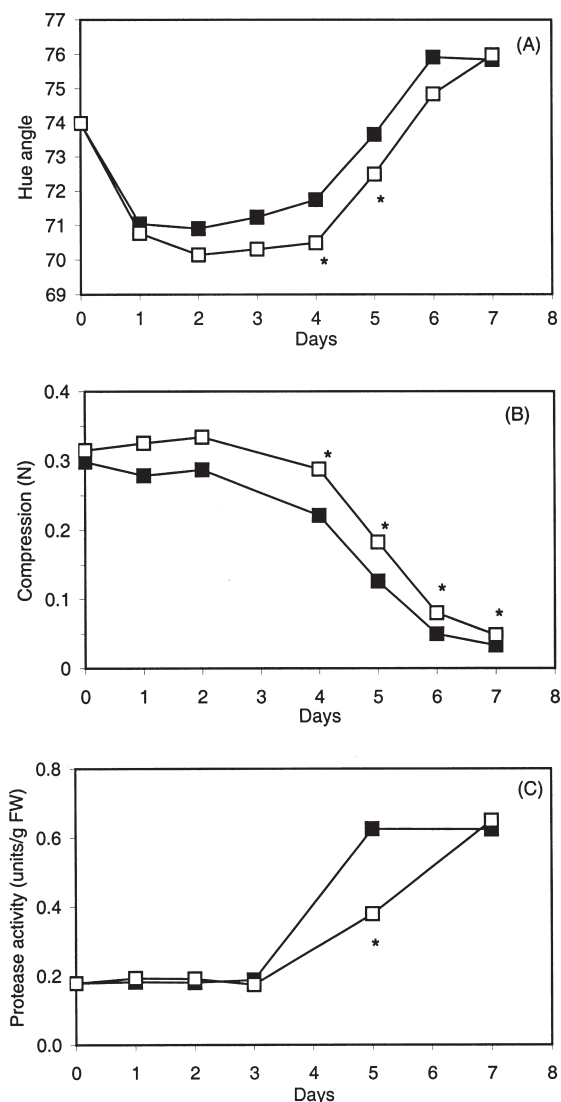 77
(A)
76
75
74
73
72
71
70
69
Hue angle
*
*
0 1 2 3 4 5 6 7 8
Days
0.4
(B)
0.3
0.2
0.1
0
Compression (N)
*
*
*
*
0 1 2 3 4 5 6 7 8
Days
0.8
(C)
0.6
0.4
0.2
0.0
Protease activity (units/g FW)
*
0 1 2 3 4 5 6 7 8
Days